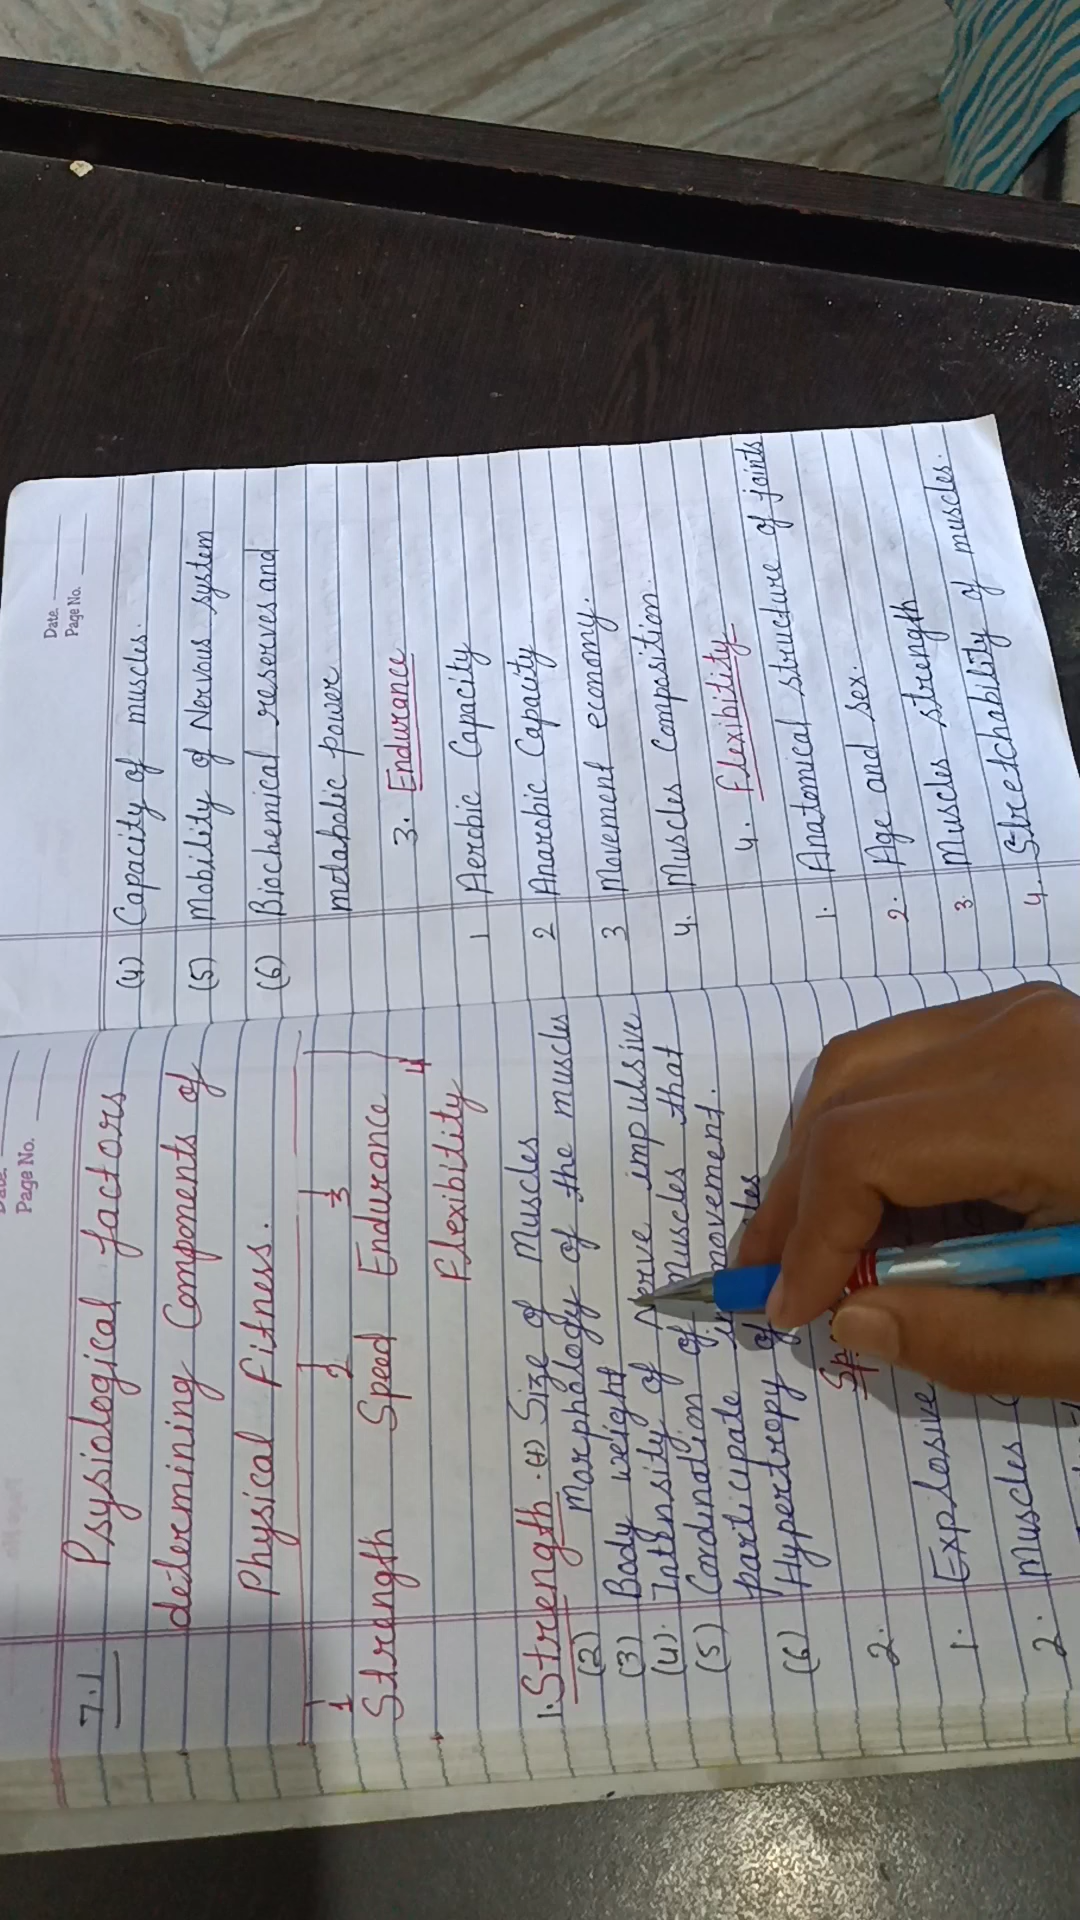 Page No.
7.1 Psysiological factors
determining Components of
Physical fitness.
1 2 3 4
Strength Speed Endurance
Flexibility
1. Strength. (1) Size of Muscles
(2) Morphology of the muscles
(3) Body weight
(4). Intensity of Nerve impulsive
(5) Cordination of muscles that
participate in movement.
(6) Hypertropy of
2.
1. Explosive
2. Muscles
Date.
Page No.
(4) Capacity of muscles.
(5) Mobility of Nervous system
(6) Biochemical reserves and
metabolic power
3. Endurance
1 Aerobic Capacity
2 Anarobic Capacity
3 Movement economy.
4. Muscles Composition.
4. Flexibility
1. Anatomical structure of joints
2. Age and sex.
3. Muscles strength
4. Stretchability of muscles.